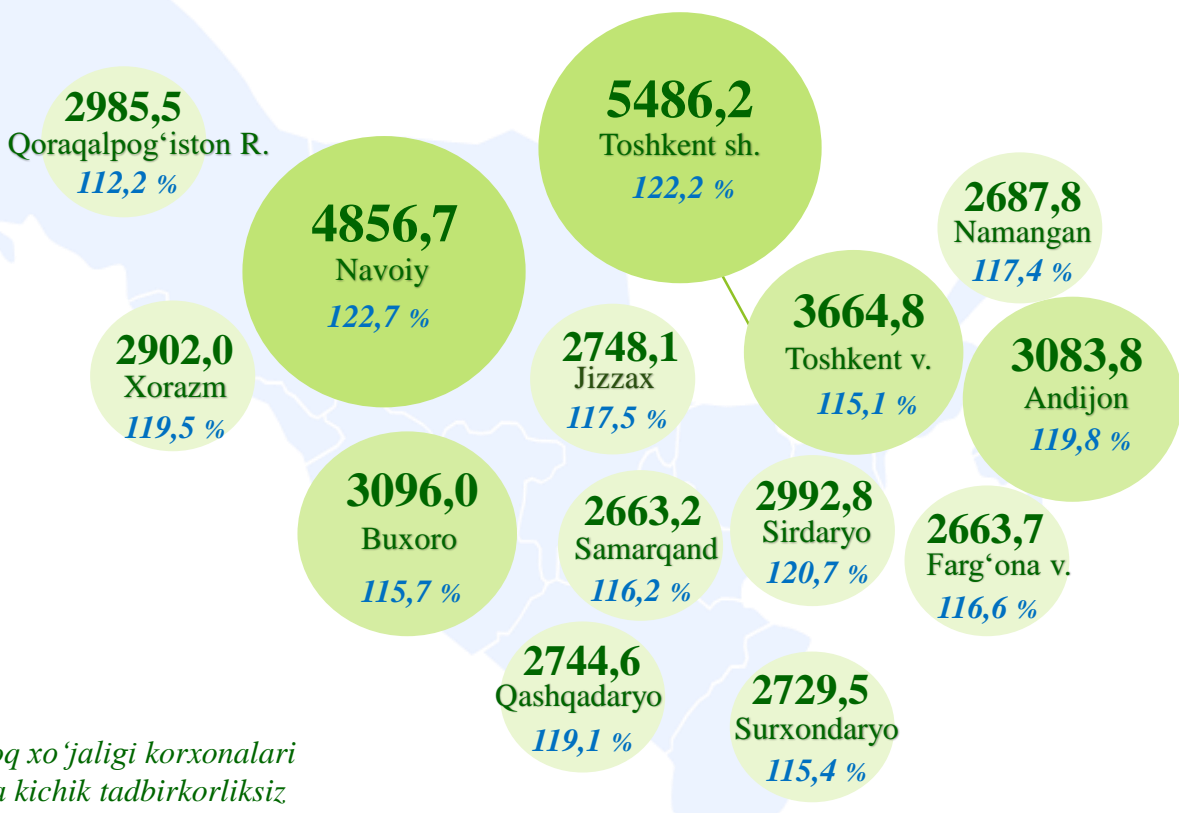 5486,2
Toshkent sh.
122,2 %
2985,5
Qoraqalpog‘iston R.
112,2 %
4856,7
Navoiy
122,7 %
2687,8
Namangan
117,4 %
3664,8
Toshkent v.
115,1 %
2902,0
Xorazm
119,5 %
2748,1
Jizzax
117,5 %
3083,8
Andijon
119,8 %
3096,0
Buxoro
115,7 %
2663,2
Samarqand
116,2 %
2992,8
Sirdaryo
120,7 %
2663,7
Farg‘ona v.
116,6 %
2744,6
Qashqadaryo
119,1 %
2729,5
Surxondaryo
115,4 %
xo‘jaligi korxonalari
kichik tadbirkorliksiz